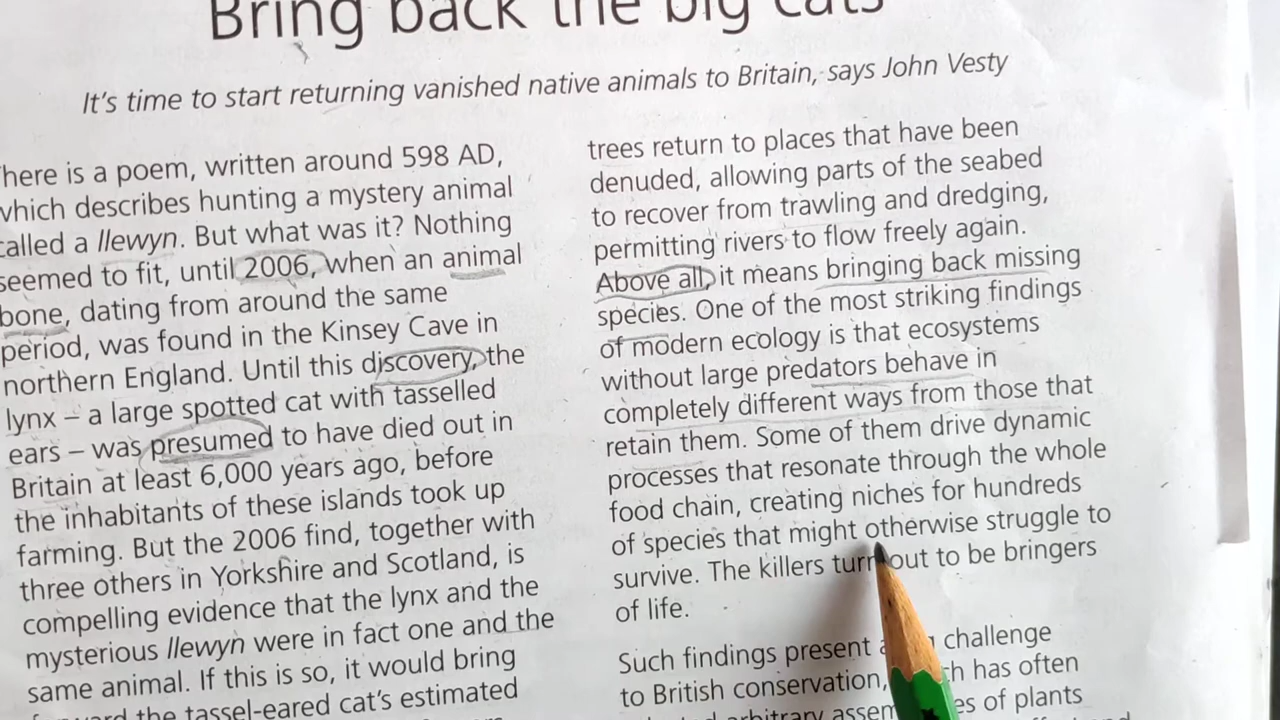 Bring back the big cats
It's time to start returning vanished native animals to Britain, says John Vesty
here is a poem, written around 598 AD,
which describes hunting a mystery animal
called a llewyn. But what was it? Nothing
seemed to fit, until 2006, when an animal
bone, dating from around the same
period, was found in the Kinsey Cave in
northern England. Until this discovery, the
lynx – a large spotted cat with tasselled
ears – was presumed to have died out in
Britain at least 6,000 years ago, before
the inhabitants of these islands took up
farming. But the 2006 find, together with
three others in Yorkshire and Scotland, is
compelling evidence that the lynx and the
mysterious llewyn were in fact one and the
same animal. If this is so, it would bring
the tassel-eared cat's estimated
trees return to places that have been
denuded, allowing parts of the seabed
to recover from trawling and dredging,
permitting rivers to flow freely again.
Above all, it means bringing back missing
species. One of the most striking findings
of modern ecology is that ecosystems
without large predators behave in
completely different ways from those that
retain them. Some of them drive dynamic
processes that resonate through the whole
food chain, creating niches for hundreds
of species that might otherwise struggle to
survive. The killers turn out to be bringers
of life.
Such findings present a challenge
to British conservation, has often
arbitrary of plants